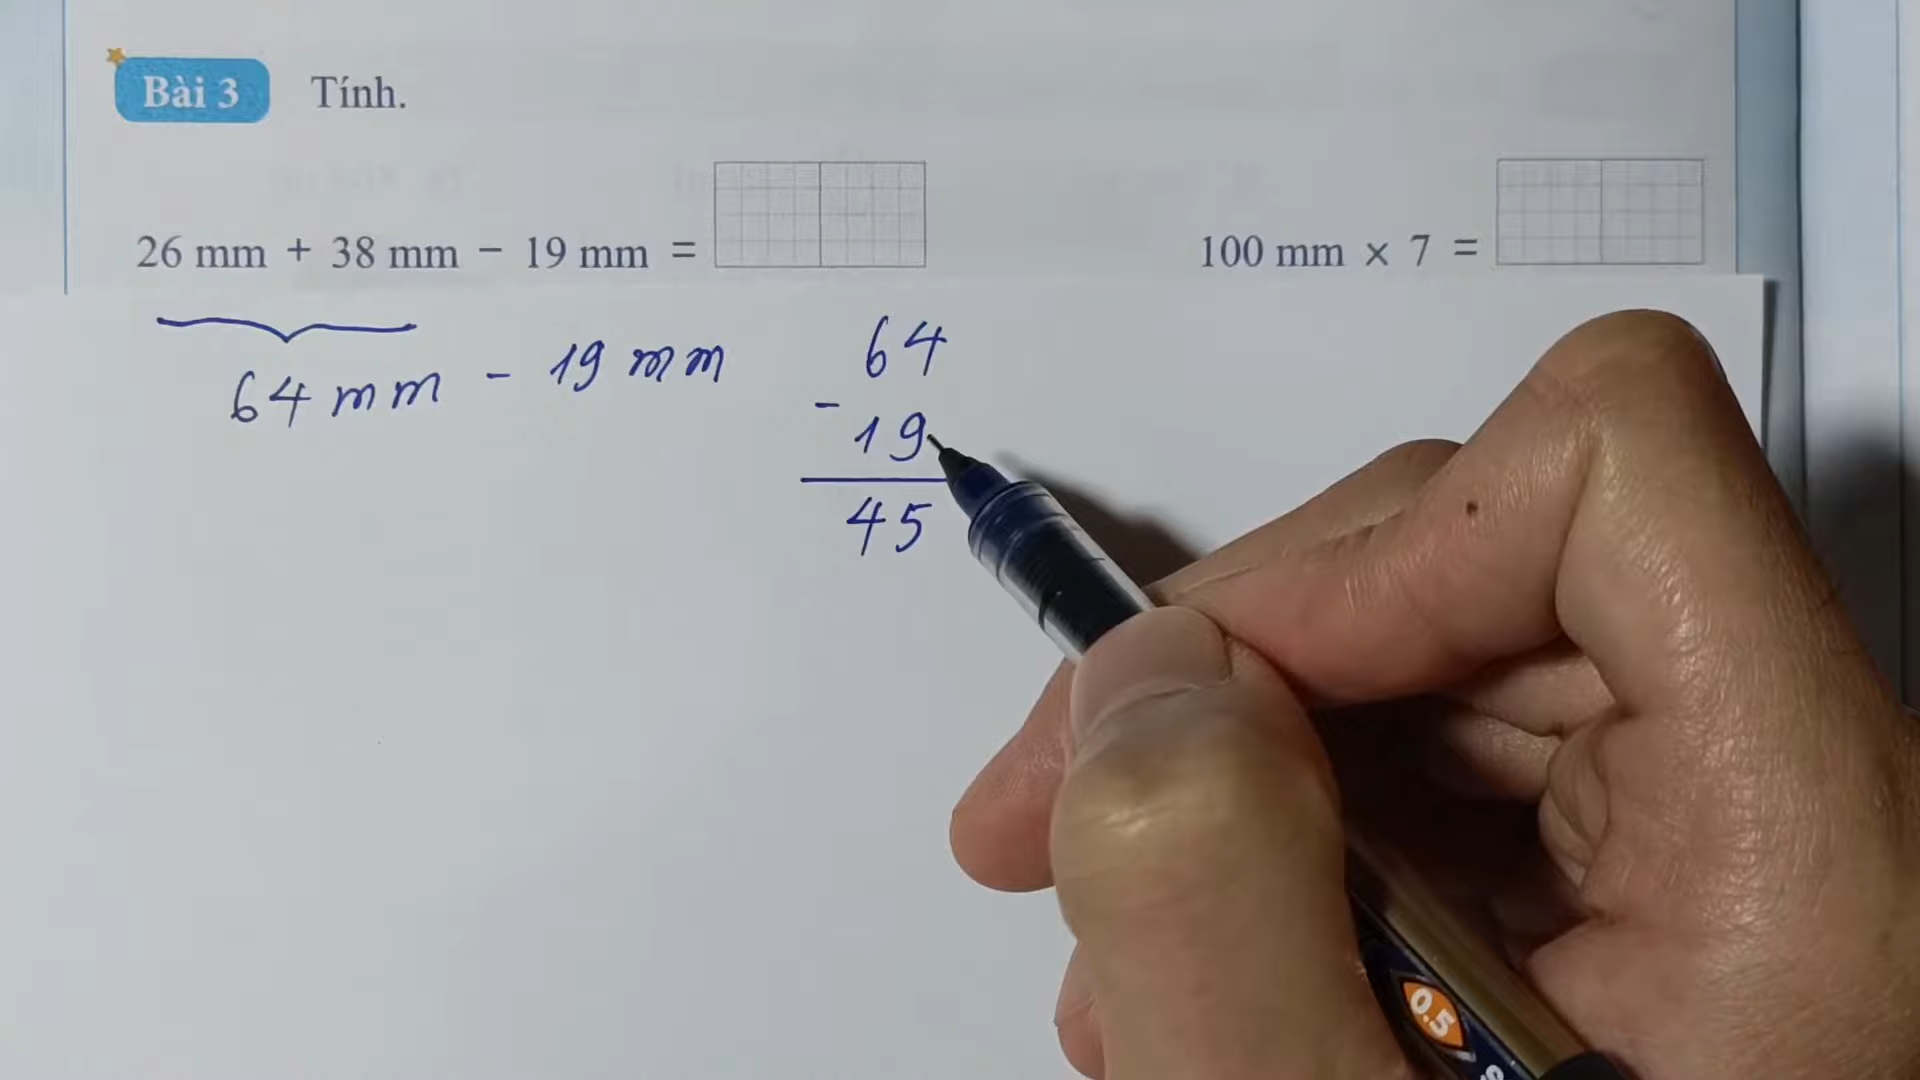 Bài 3 Tính.
26 mm + 38 mm − 19 mm =
100 mm × 7 =
64 mm - 19 mm
64
-
19
45
0.5